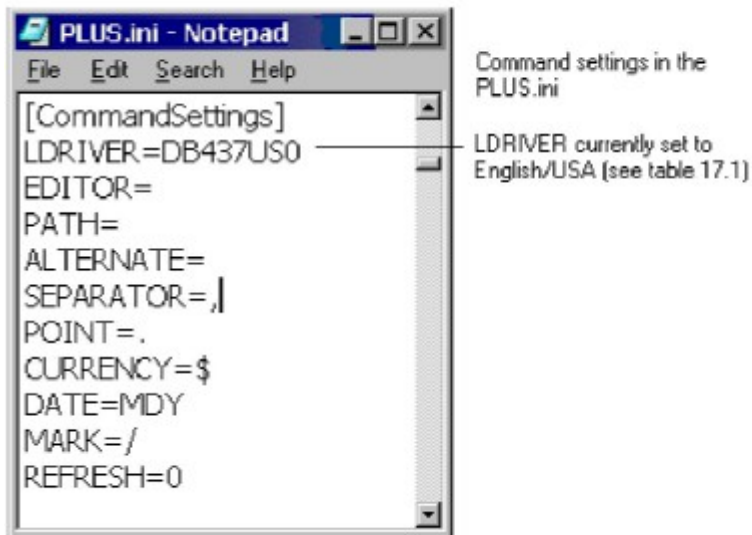 PLUS.ini - Notepad
File Edit Search Help
[CommandSettings]
LDRIVER=DB437US0
EDITOR=
PATH=
ALTERNATE=
SEPARATOR=,
POINT=.
CURRENCY=$
DATE=MDY
MARK=/
REFRESH=0
Command settings in the
PLUS.ini
LDRIVER currently set to
English/USA (see table 17.1)